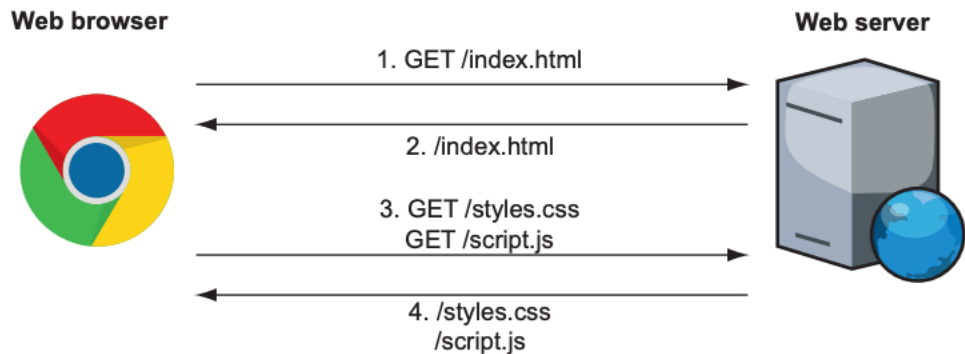 Web browser
Web server
1. GET /index.html
2. /index.html
3. GET /styles.css
GET /script.js
4. /styles.css
/script.js